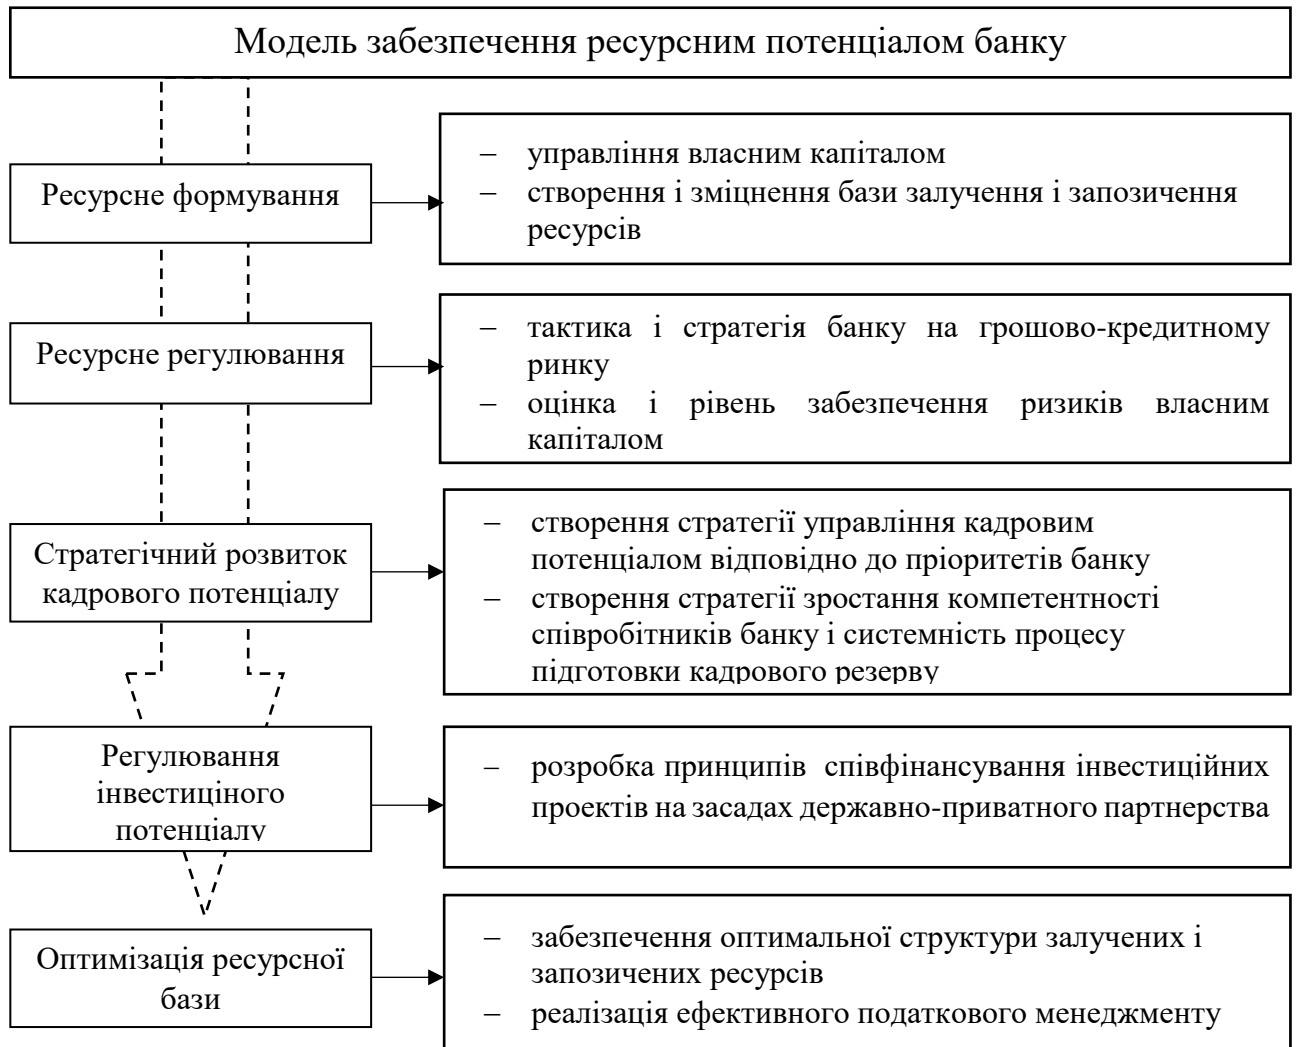 Модель забезпечення ресурсним потенціалом банку
Ресурсне формування
– управління власним капіталом
– створення і зміцнення бази залучення і запозичення
ресурсів
Ресурсне регулювання
– тактика і стратегія банку на грошово-кредитному
ринку
– оцінка і рівень забезпечення ризиків власним
капіталом
Стратегічний розвиток
кадрового потенціалу
– створення стратегії управління кадровим
потенціалом відповідно до пріоритетів банку
– створення стратегії зростання компетентності
співробітників банку і системність процесу
підготовки кадрового резерву
Регулювання
інвестиціного
потенціалу
– розробка принципів співфінансування інвестиційних
проектів на засадах державно-приватного партнерства
Оптимізація ресурсної
бази
– забезпечення оптимальної структури залучених і
запозичених ресурсів
– реалізація ефективного податкового менеджменту